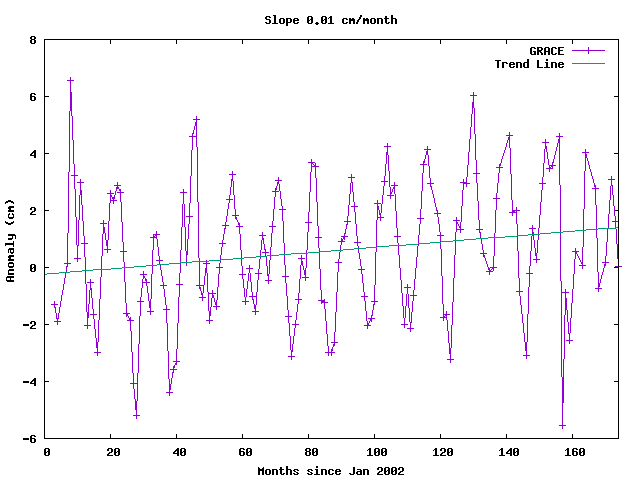 Slope 0.01 cm/month
GRACE
Trend Line
Anomaly (cm)
8
6
4
2
0
-2
-4
-6
0 20 40 60 80 100 120 140 160
Months since Jan 2002